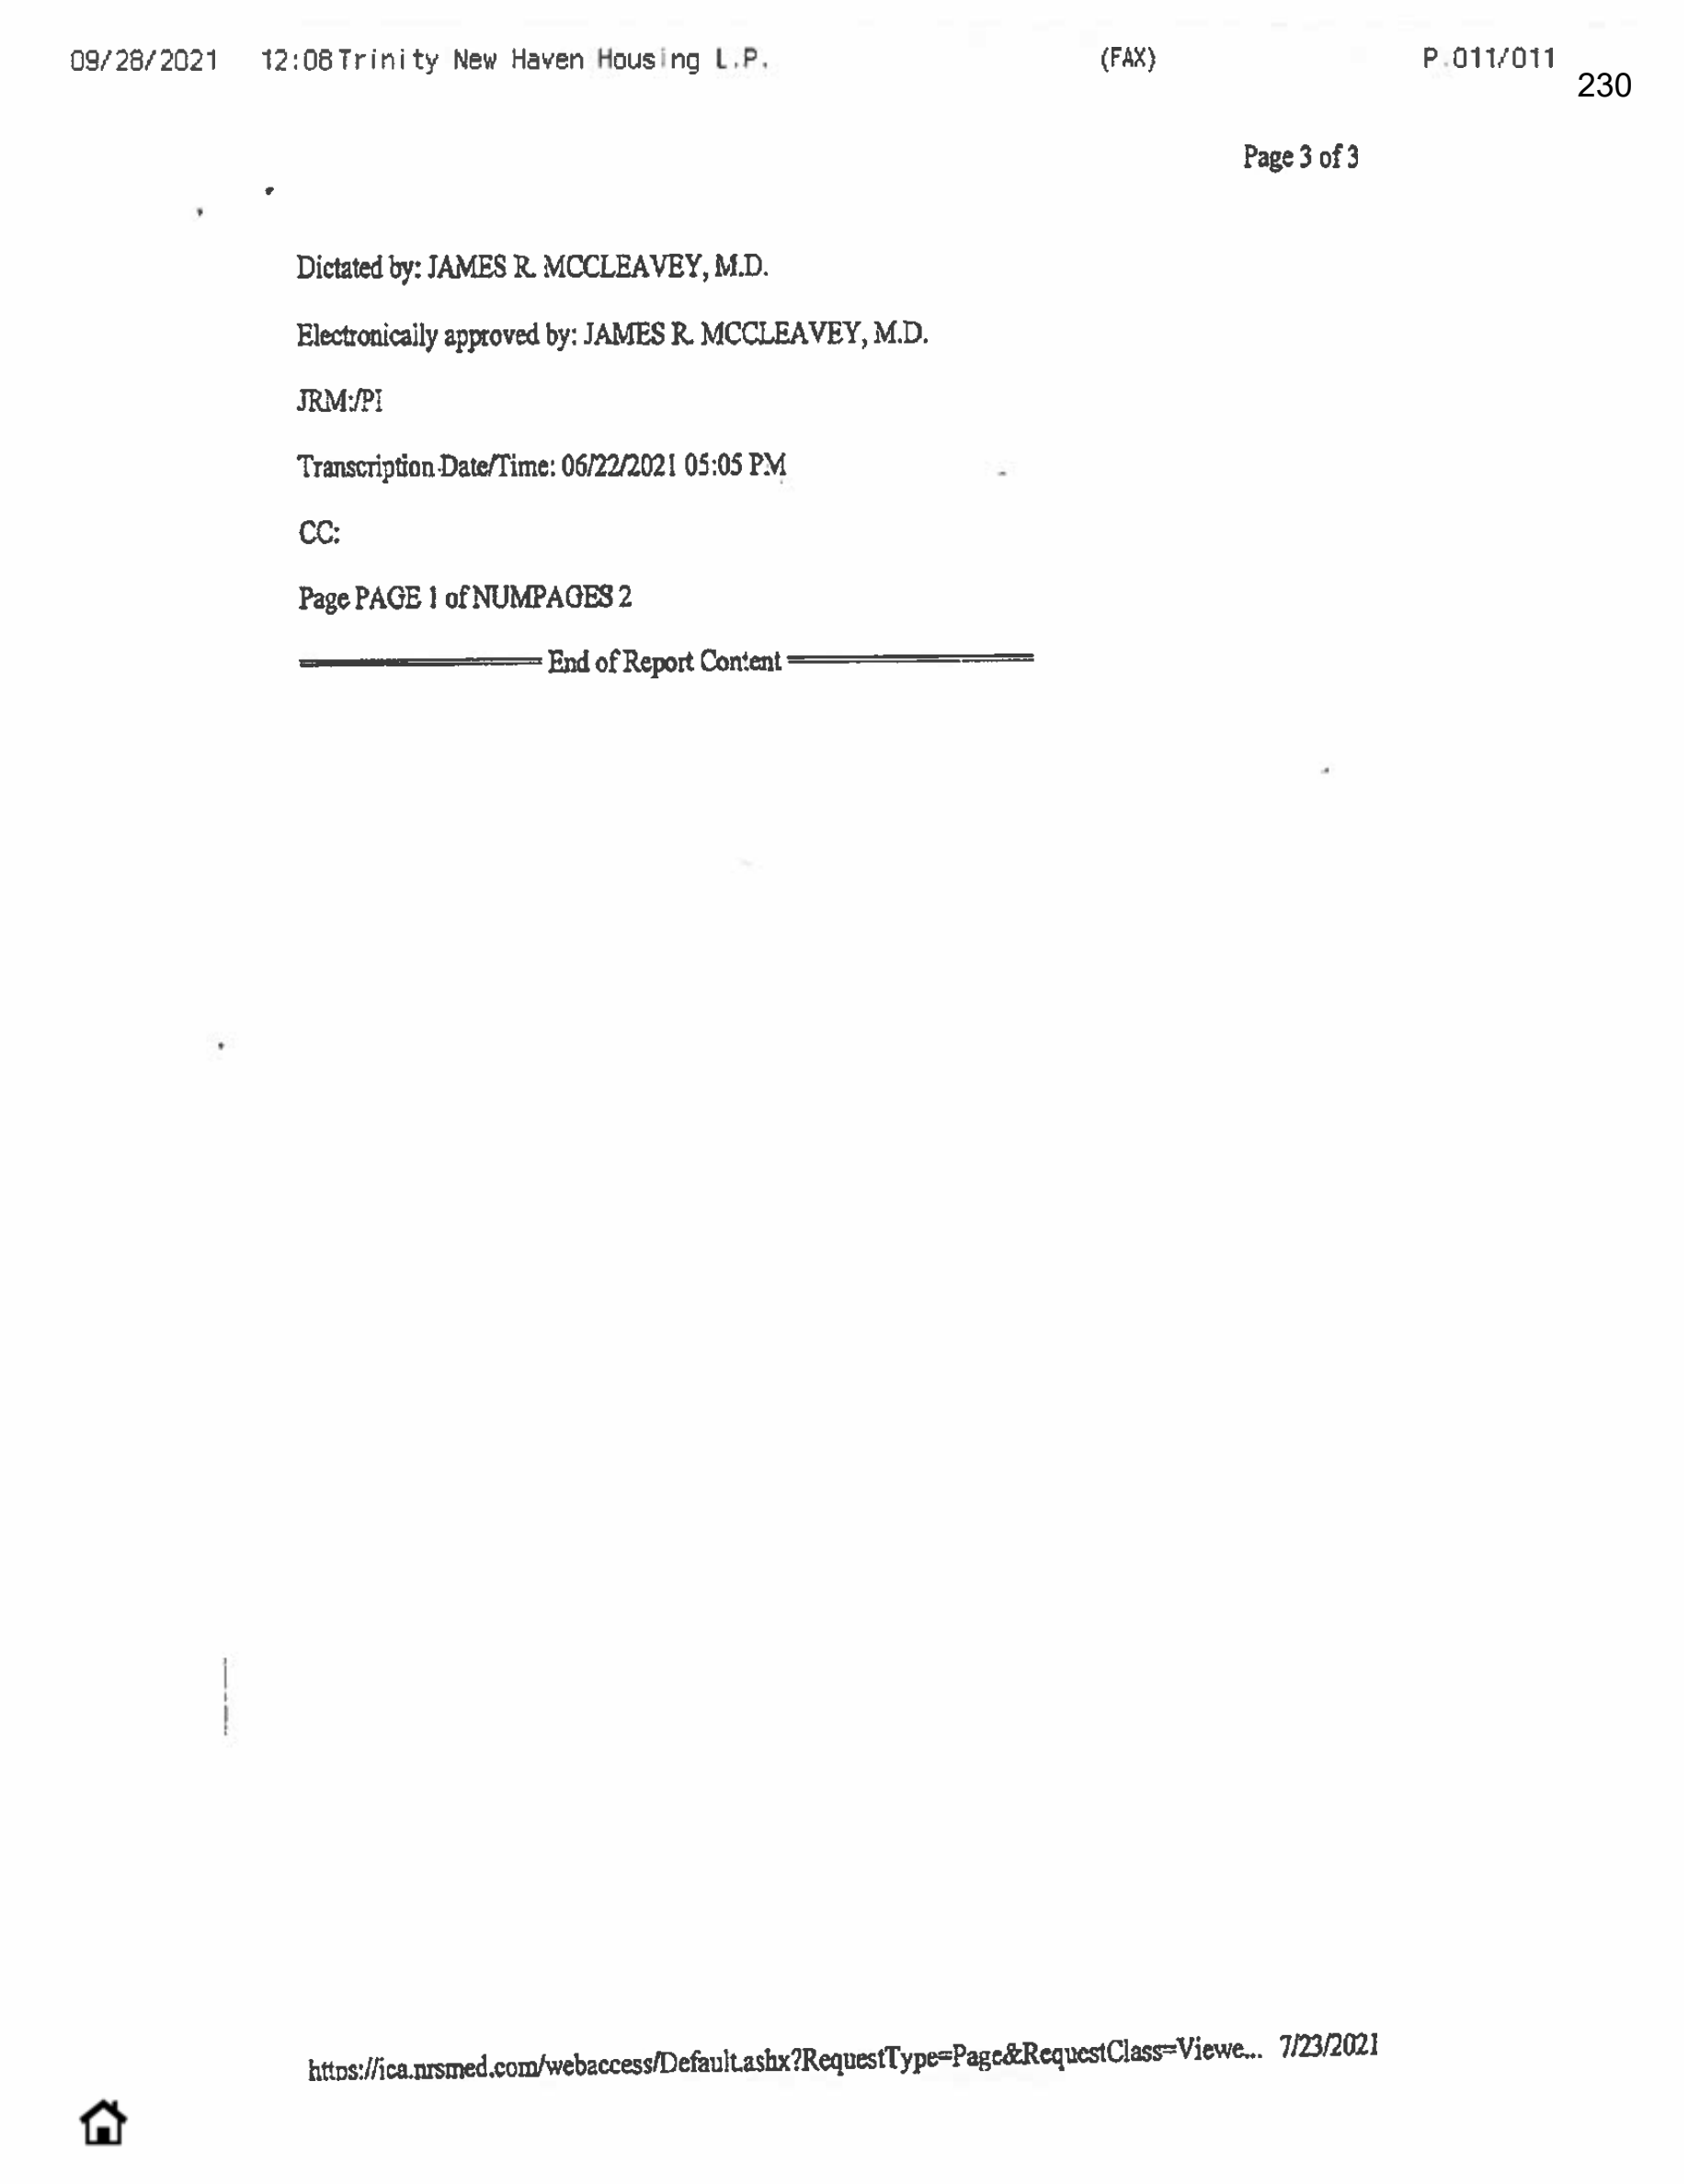 09/28/2021 12:08 Trinity New Haven Housing L.P. (FAX) P.011/011
230
Page 3 of 3
Dictated by: JAMES R. MCCLEAVEY, M.D.
Electronically approved by: JAMES R. MCCLEAVEY, M.D.
JRM:/PI
Transcription Date/Time: 06/22/2021 05:05 PM
CC:
Page PAGE 1 of NUMPAGES 2
End of Report Content
https://ica.nrsmed.com/webaccess/Default.ashx?RequestType=Page&RequestClass=Viewe... 7/23/2021